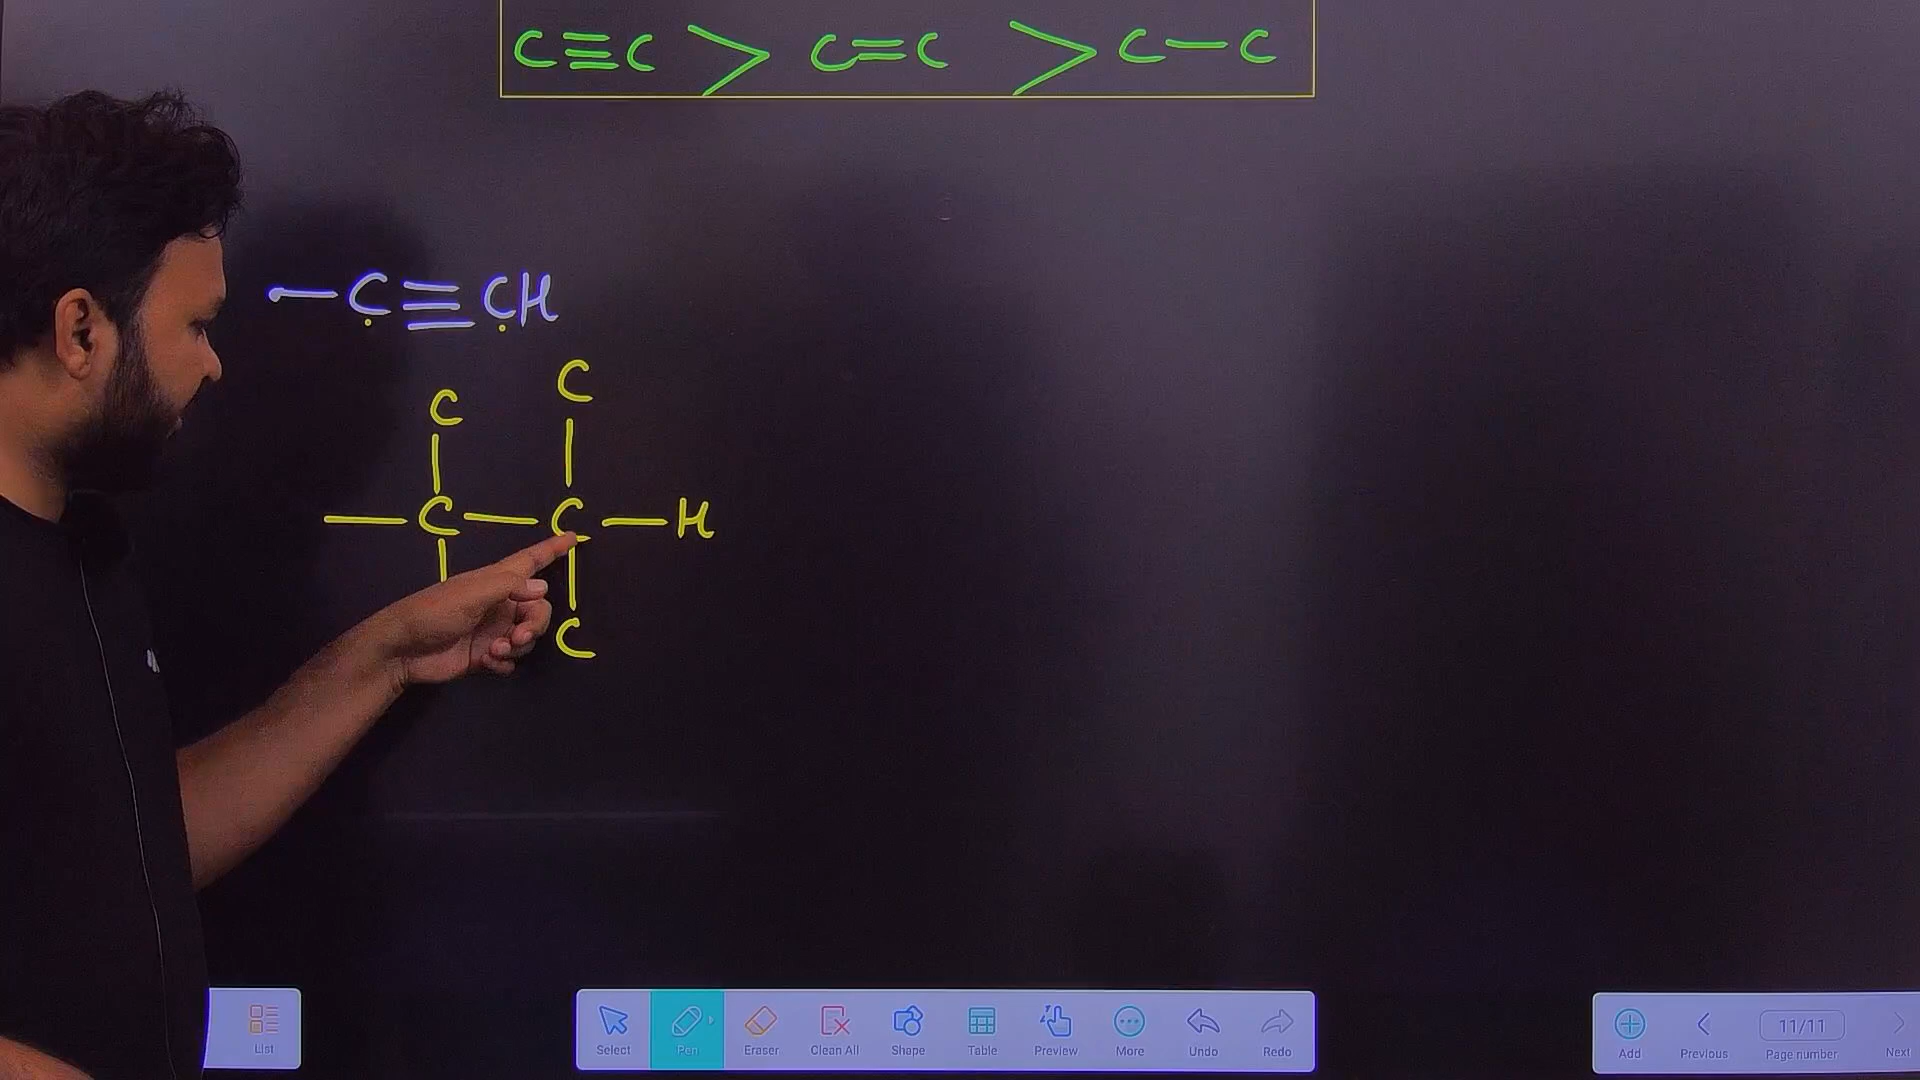 C≡C > C=C > C-C
-C≡CH
C C
-C-C-H
C
List
Select Pen Eraser Clean All Shape Table Preview More Undo Redo
Add Previous 11/11 Page number Next